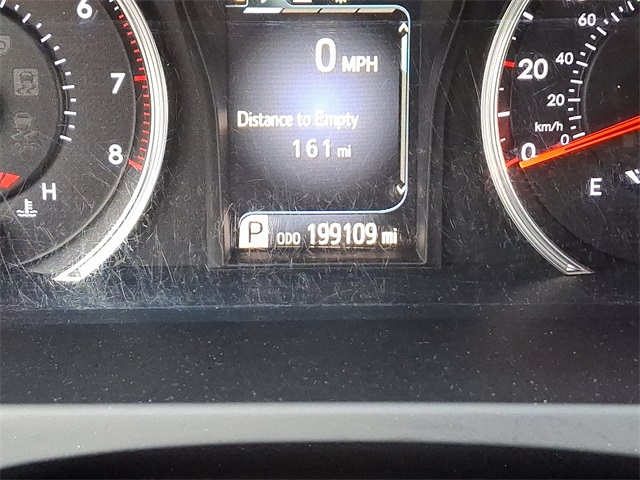 6
7
8
H
0 MPH
Distance to Empty
161 mi
P ODO 199109 mi
60
40
20
20
km/h
0
0
E